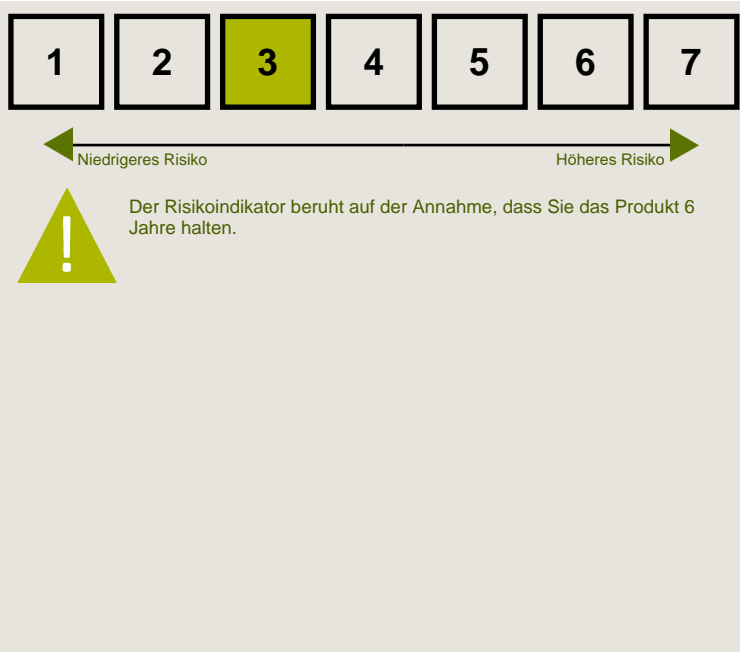 1 2 3 4 5 6 7
Niedrigeres Risiko Höheres Risiko
Der Risikoindikator beruht auf der Annahme, dass Sie das Produkt 6
Jahre halten.
!